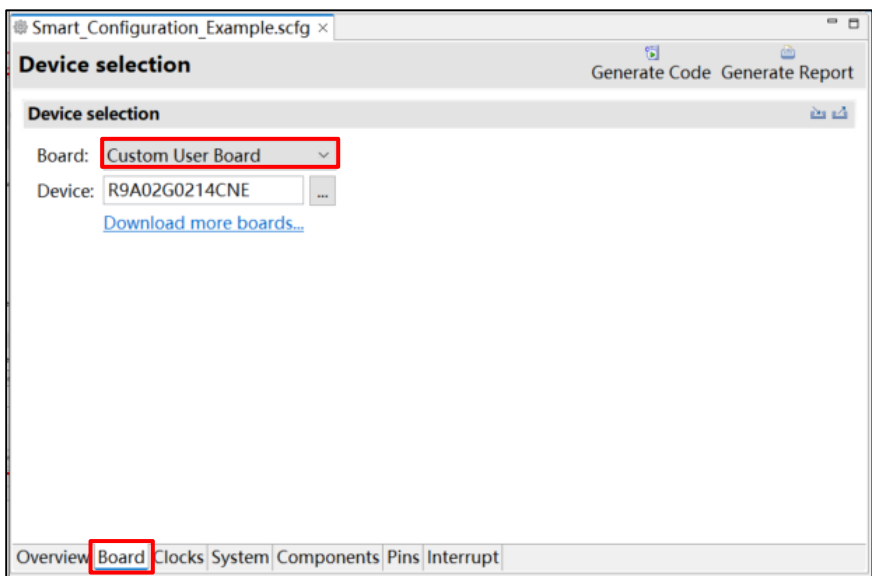 Smart_Configuration_Example.scfg ×
Device selection
Generate Code Generate Report
Device selection
Board: Custom User Board
Device: R9A02G0214CNE ...
Download more boards...
Overview Board Clocks System Components Pins Interrupt